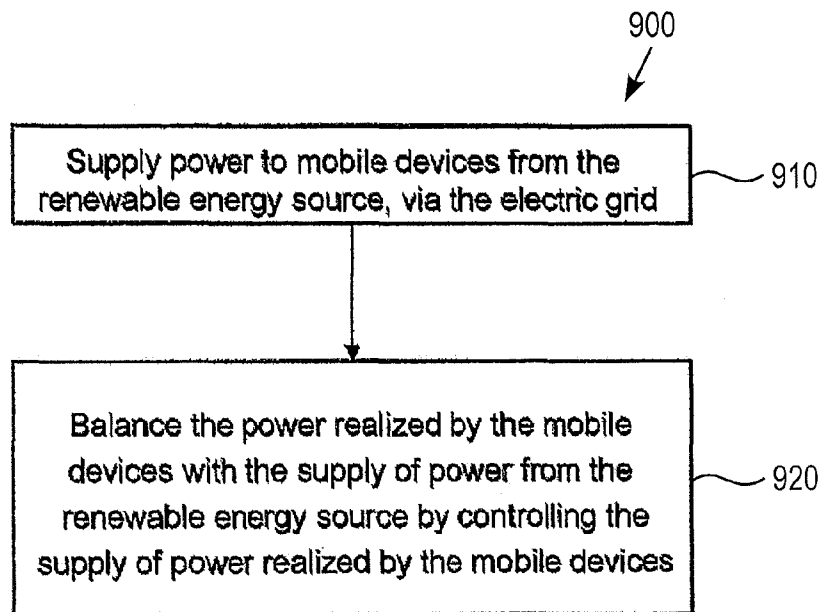 900
Supply power to mobile devices from the
renewable energy source, via the electric grid
910
Balance the power realized by the mobile
devices with the supply of power from the
renewable energy source by controlling the
supply of power realized by the mobile devices
920